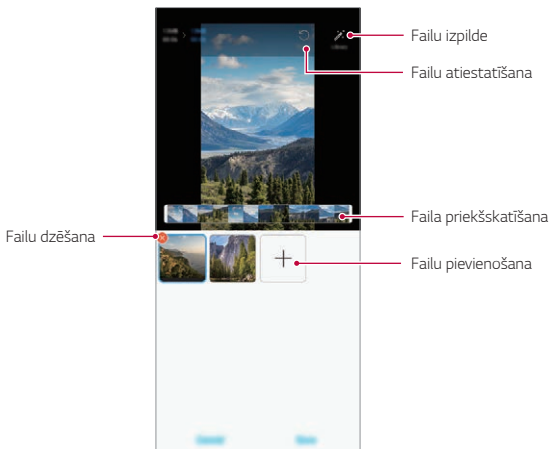 Failu izpilde
Failu atiestatīšana
Faila priekšskatīšana
Failu dzēšana
Failu pievienošana